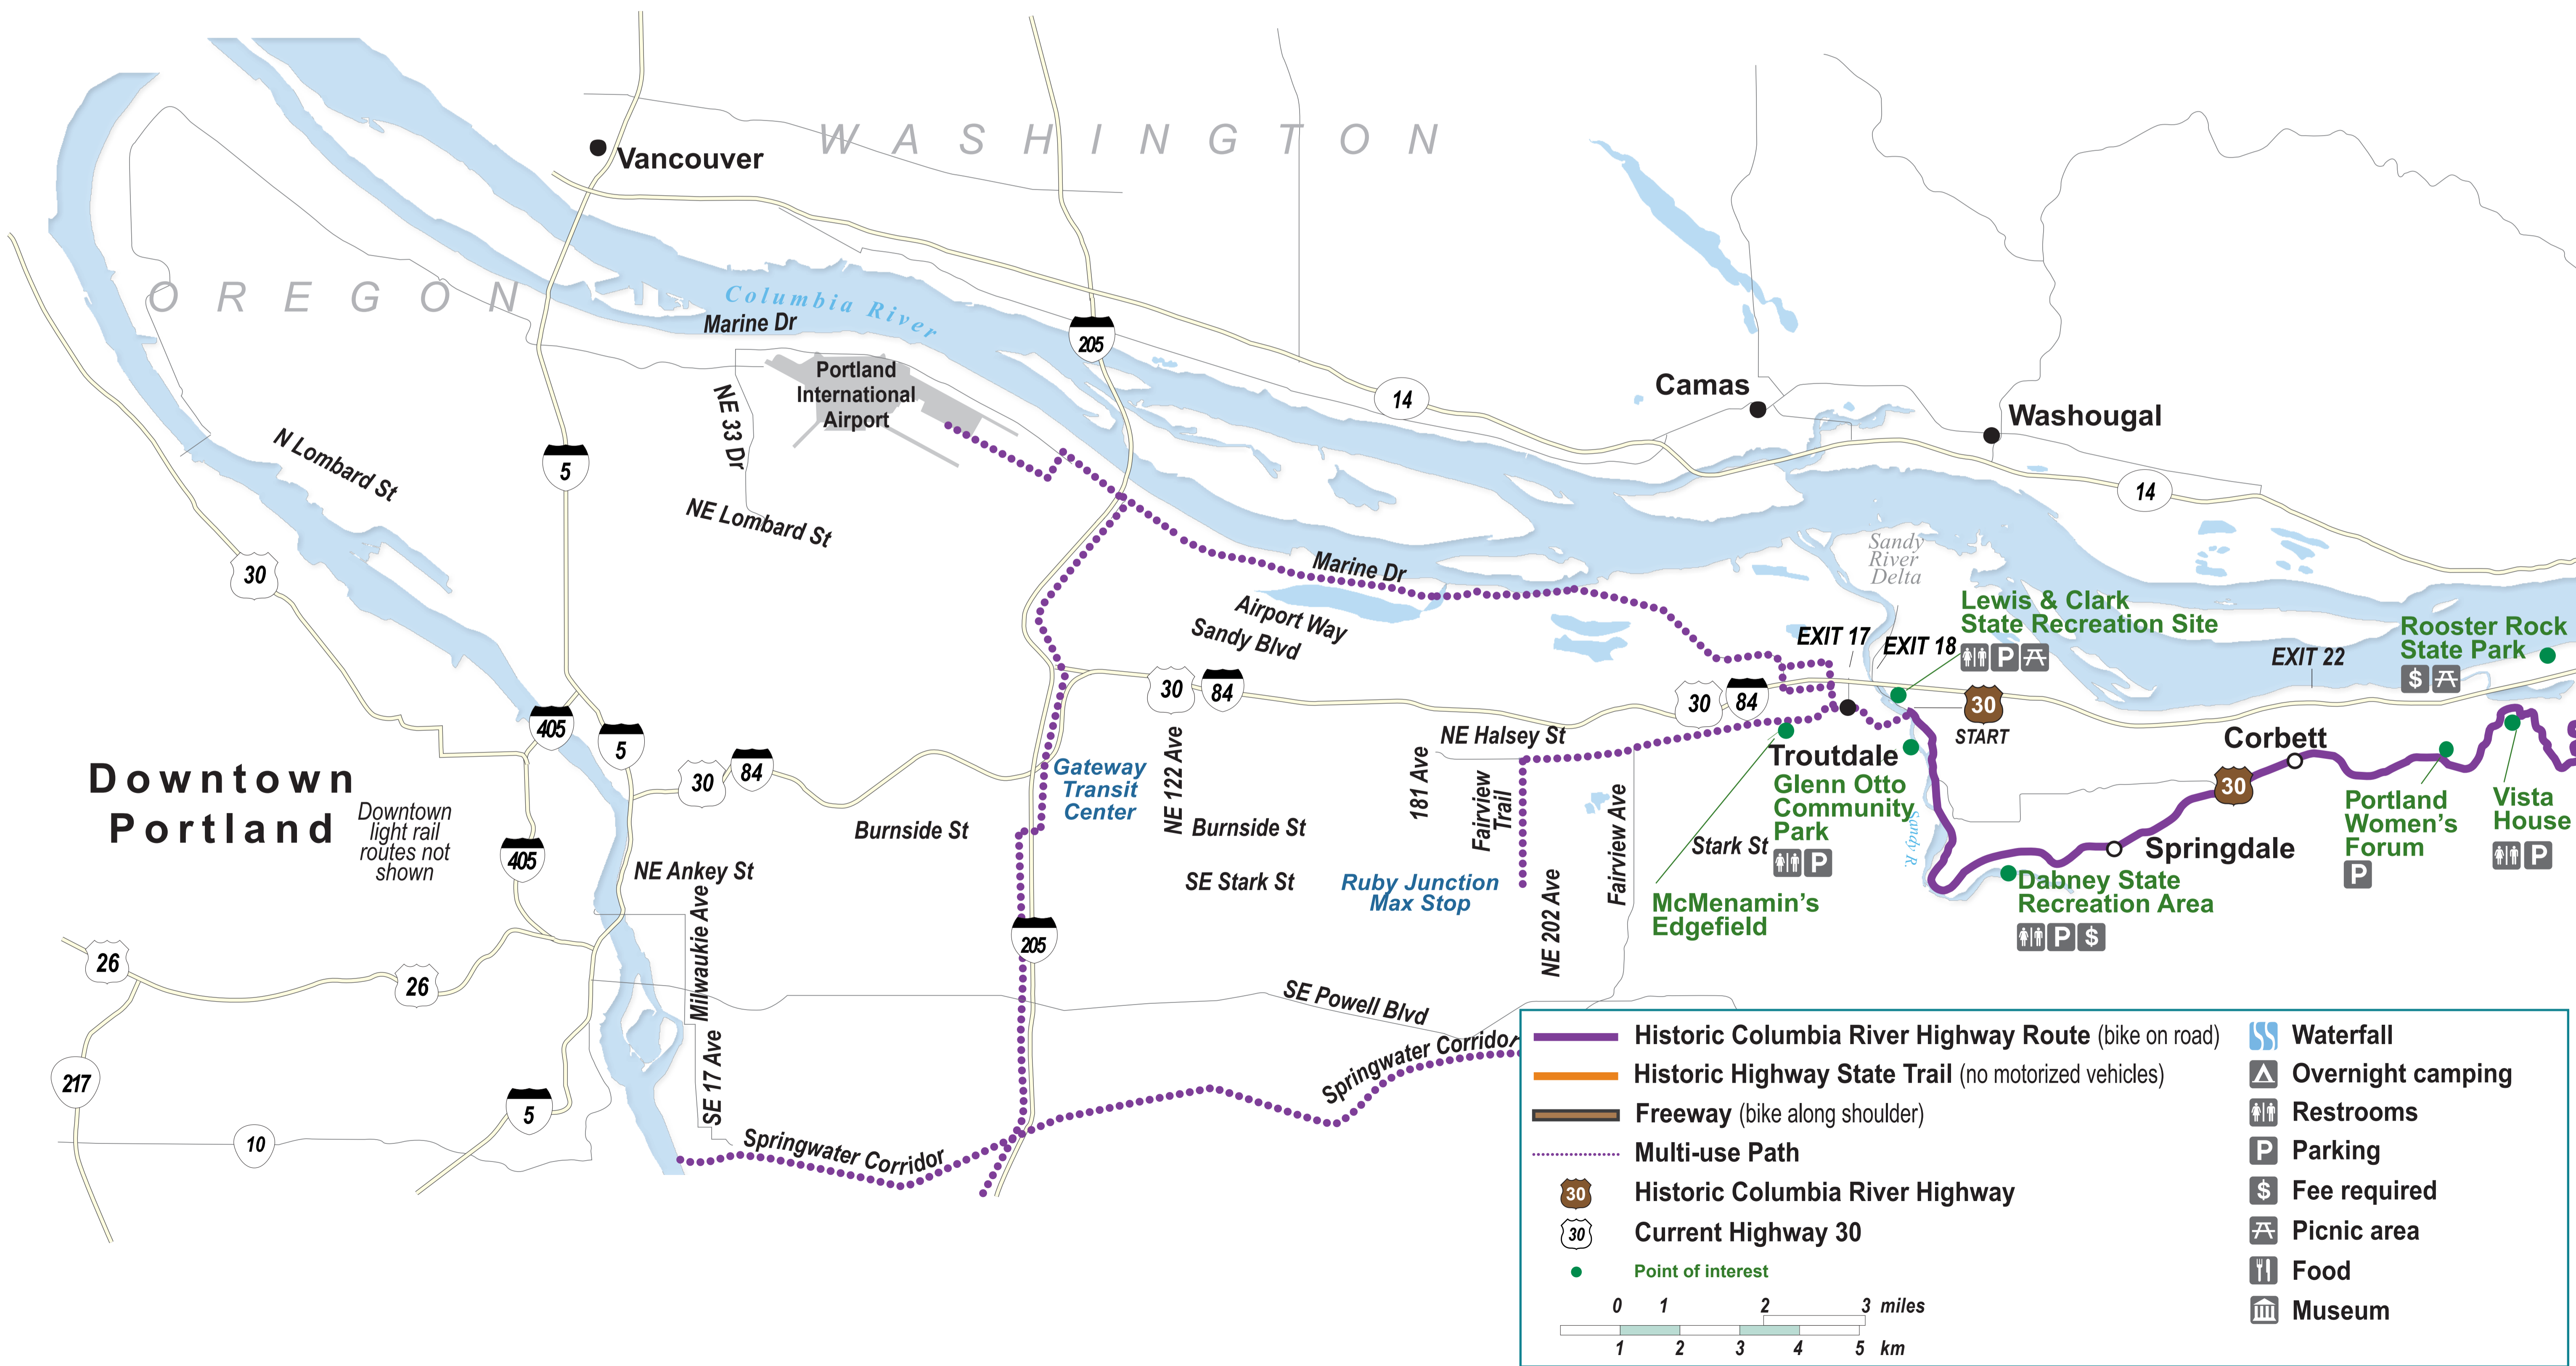 WASHINGTON
Vancouver
OREGON
Columbia River
Marine Dr
205
Portland
International
Airport
NE 33 Dr
14
Camas
Washougal
14
N Lombard St
5
NE Lombard St
30
Marine Dr
Sandy
River
Delta
Airport Way
Sandy Blvd
Lewis & Clark
State Recreation Site
P
EXIT 17
EXIT 18
EXIT 22
Rooster Rock
State Park
$
30
84
30
84
30
START
405
5
30
84
Downtown
Portland
Downtown
light rail
routes not
shown
405
Gateway
Transit
Center
NE 122 Ave
NE Halsey St
181 Ave
Fairview
Trail
Fairview Ave
Troutdale
Glenn Otto
Community
Park
P
Sandy R.
Corbett
30
Springdale
Portland
Women's
Forum
P
Vista
House
P
Burnside St
Burnside St
Stark St
NE Ankey St
SE Stark St
Ruby Junction
Max Stop
NE 202 Ave
McMenamin's
Edgefield
Dabney State
Recreation Area
P
$
Milwaukie Ave
205
26
26
SE Powell Blvd
217
5
10
SE 17 Ave
Springwater Corridor
Springwater Corridor
Historic Columbia River Highway Route (bike on road)
Historic Highway State Trail (no motorized vehicles)
Freeway (bike along shoulder)
Multi-use Path
30
Historic Columbia River Highway
30
Current Highway 30
Point of interest
0 1 2 3 miles
1 2 3 4 5 km
Waterfall
Overnight camping
Restrooms
P
Parking
$
Fee required
Picnic area
Food
Museum